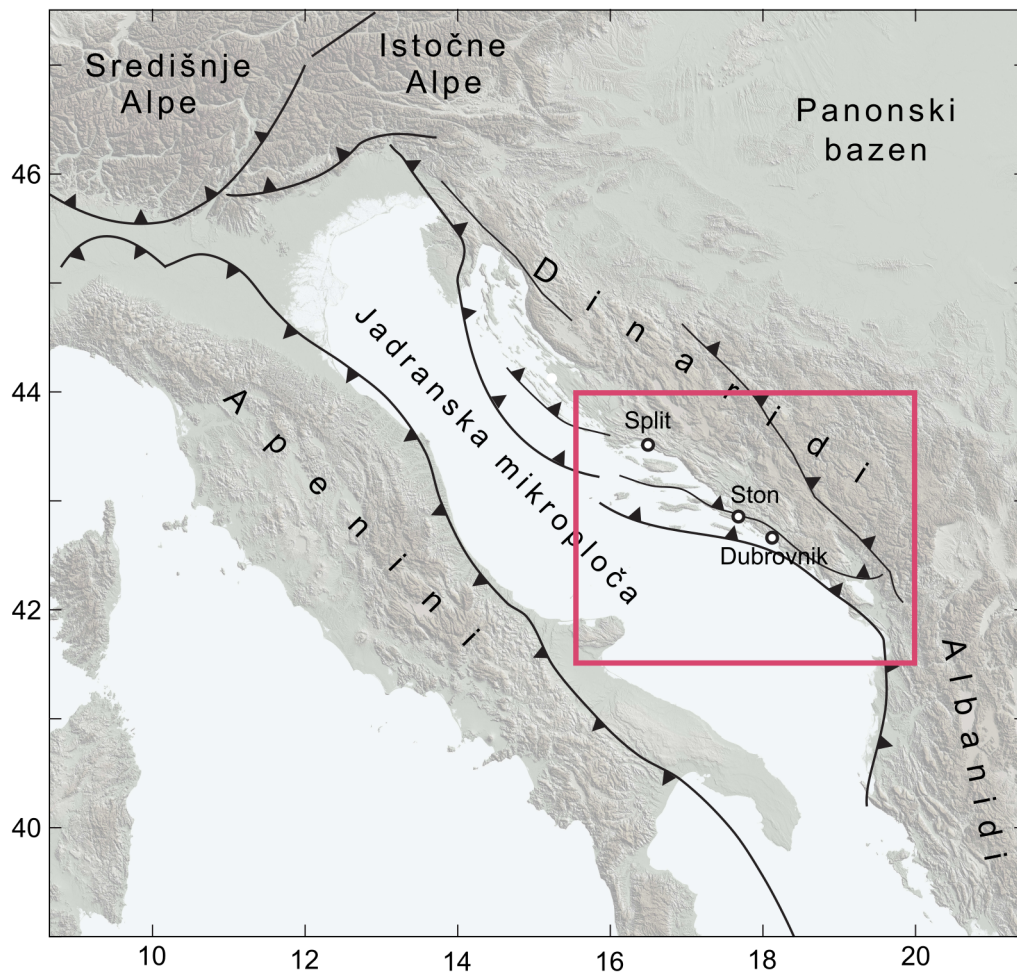 Središnje
Alpe
Istočne
Alpe
Panonski
bazen
46
Dinaridi
Jadranska mikroploča
44
Apenini
Split
Ston
Dubrovnik
42
Albanidi
40
10
12
14
16
18
20